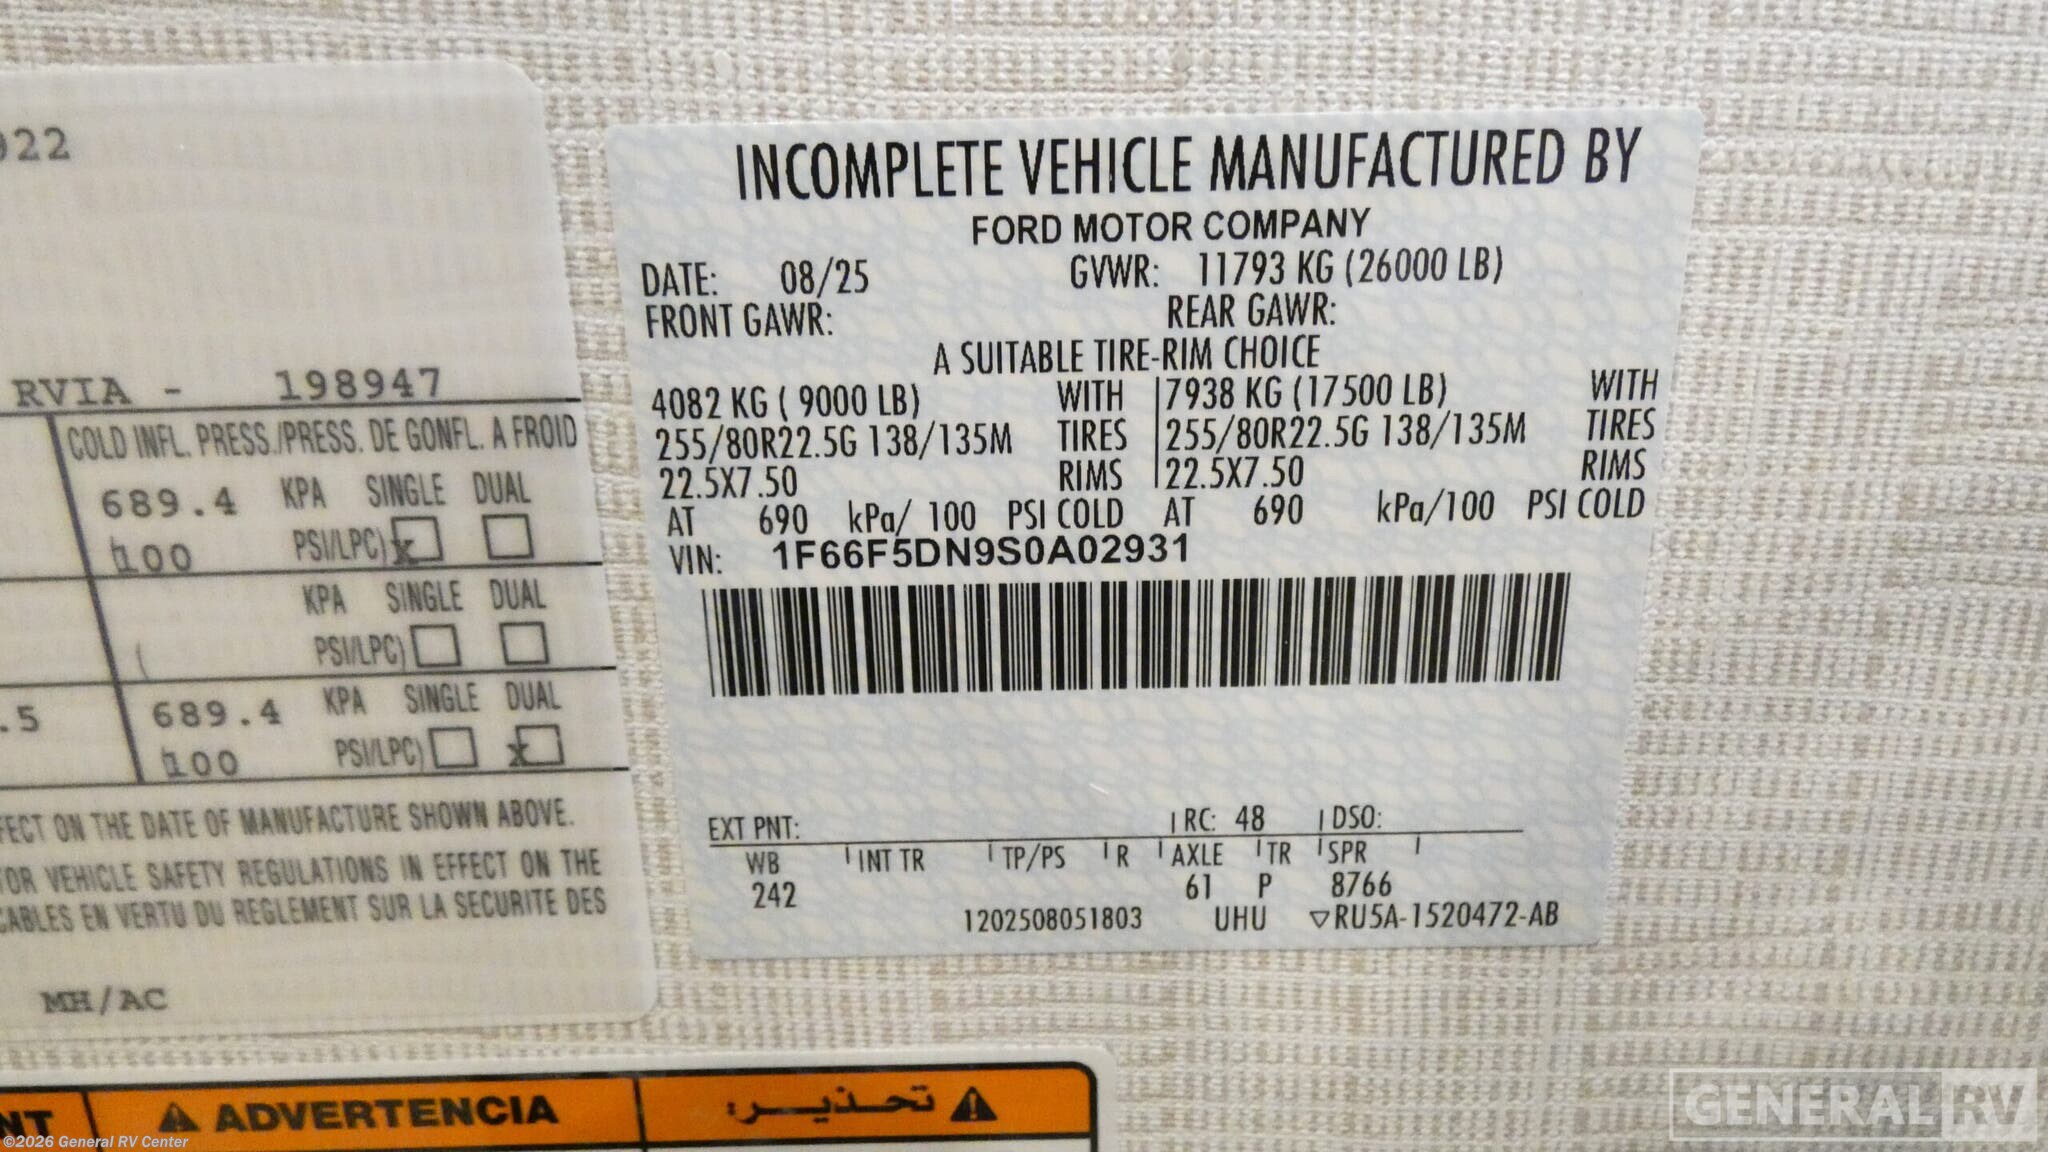 022
RVIA - 198947
COLD INFL. PRESS./PRESS. DE GONFL. A FROID
689.4 KPA SINGLE DUAL
(100 PSI/LPC) x
KPA SINGLE DUAL
( PSI/LPC)
.5 689.4 KPA SINGLE DUAL
(100 PSI/LPC) x
FECT ON THE DATE OF MANUFACTURE SHOWN ABOVE.
TOR VEHICLE SAFETY REGULATIONS IN EFFECT ON THE
CABLES EN VERTU DU REGLEMENT SUR LA SECURITE DES
MH/AC
INCOMPLETE VEHICLE MANUFACTURED BY
FORD MOTOR COMPANY
DATE: 08/25 GVWR: 11793 KG (26000 LB)
FRONT GAWR: REAR GAWR:
A SUITABLE TIRE-RIM CHOICE
4082 KG ( 9000 LB) WITH 7938 KG (17500 LB) WITH
255/80R22.5G 138/135M TIRES 255/80R22.5G 138/135M TIRES
22.5X7.50 RIMS 22.5X7.50 RIMS
AT 690 kPa/ 100 PSI COLD AT 690 kPa/100 PSI COLD
VIN: 1F66F5DN9S0A02931
EXT PNT: RC: 48 DSO:
WB INT TR TP/PS R AXLE TR SPR
242 61 P 8766
1202508051803 UHU ▽RU5A-1520472-AB
NT ADVERTENCIA تحذير:
©2026 General RV Center
GENERAL RV